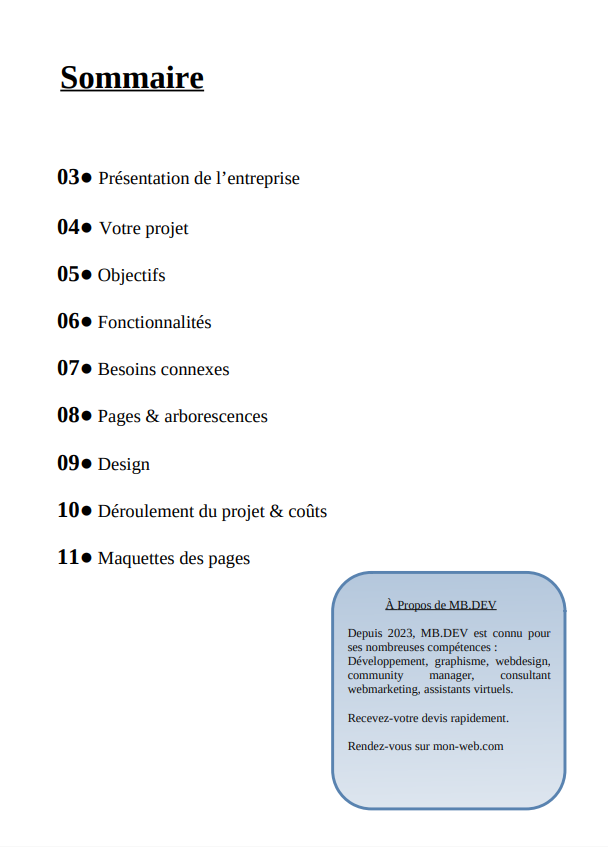 Sommaire
03● Présentation de l’entreprise
04● Votre projet
05● Objectifs
06● Fonctionnalités
07● Besoins connexes
08● Pages & arborescences
09● Design
10● Déroulement du projet & coûts
11● Maquettes des pages
À Propos de MB.DEV
Depuis 2023, MB.DEV est connu pour
ses nombreuses compétences :
Développement, graphisme, webdesign,
community manager, consultant
webmarketing, assistants virtuels.
Recevez-votre devis rapidement.
Rendez-vous sur mon-web.com